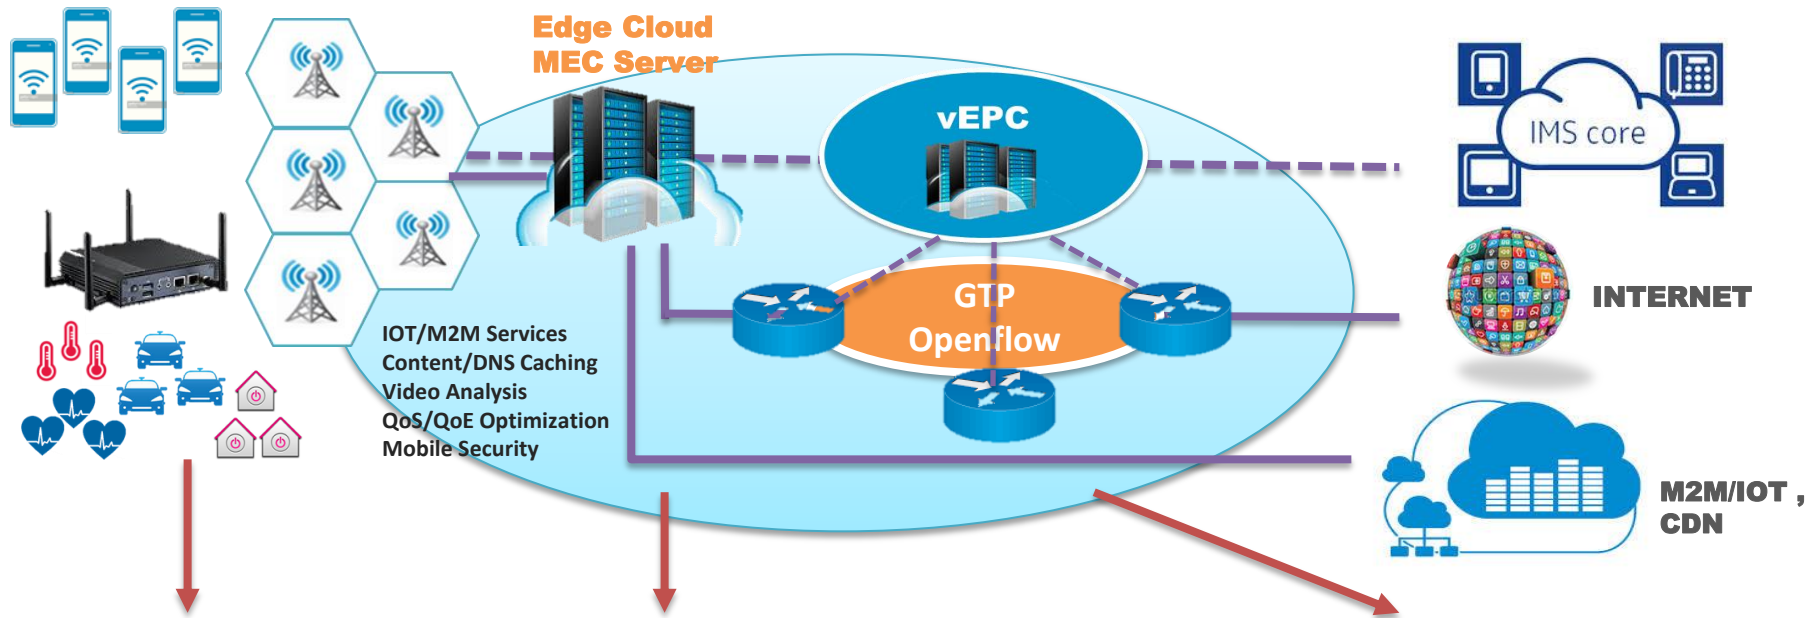 Edge Cloud
MEC Server
vEPC
IMS core
GTP
Openflow
INTERNET
IOT/M2M Services
Content/DNS Caching
Video Analysis
QoS/QoE Optimization
Mobile Security
M2M/IOT ,
CDN